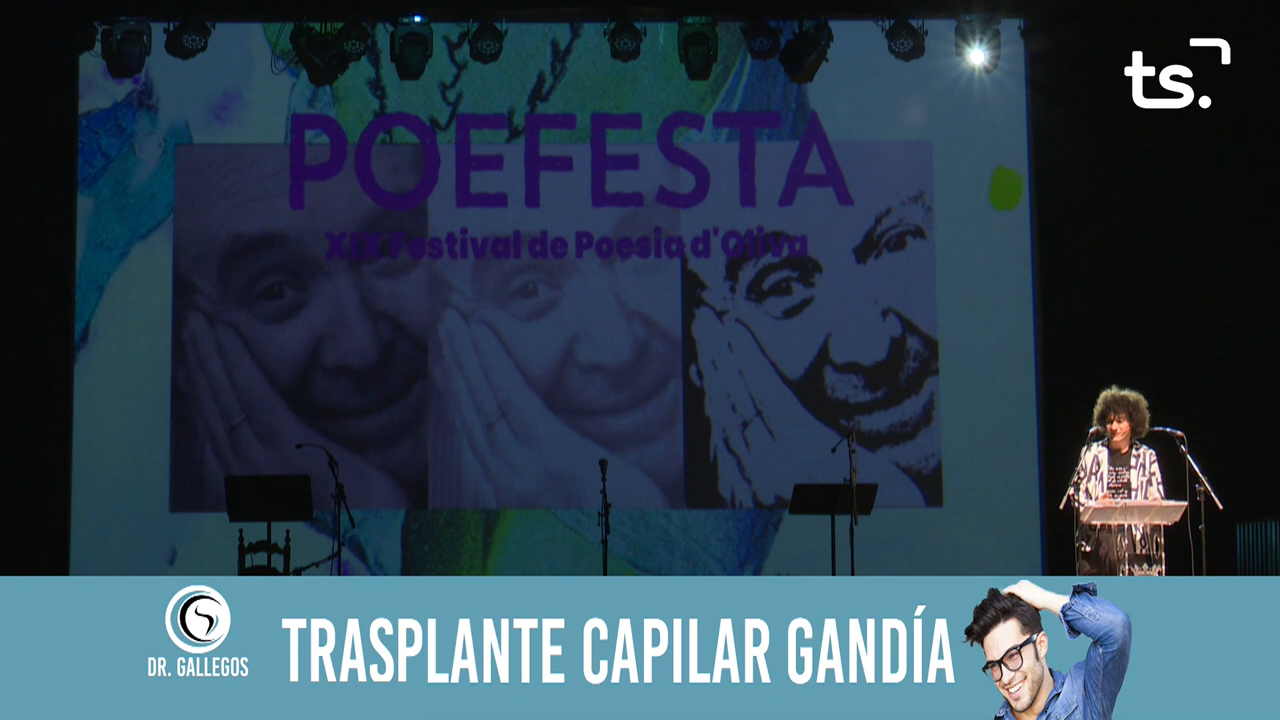 ts.
POEFESTA
XIX Festival de Poesia d'Oliva
DR. GALLEGOS
TRASPLANTE CAPILAR GANDÍA